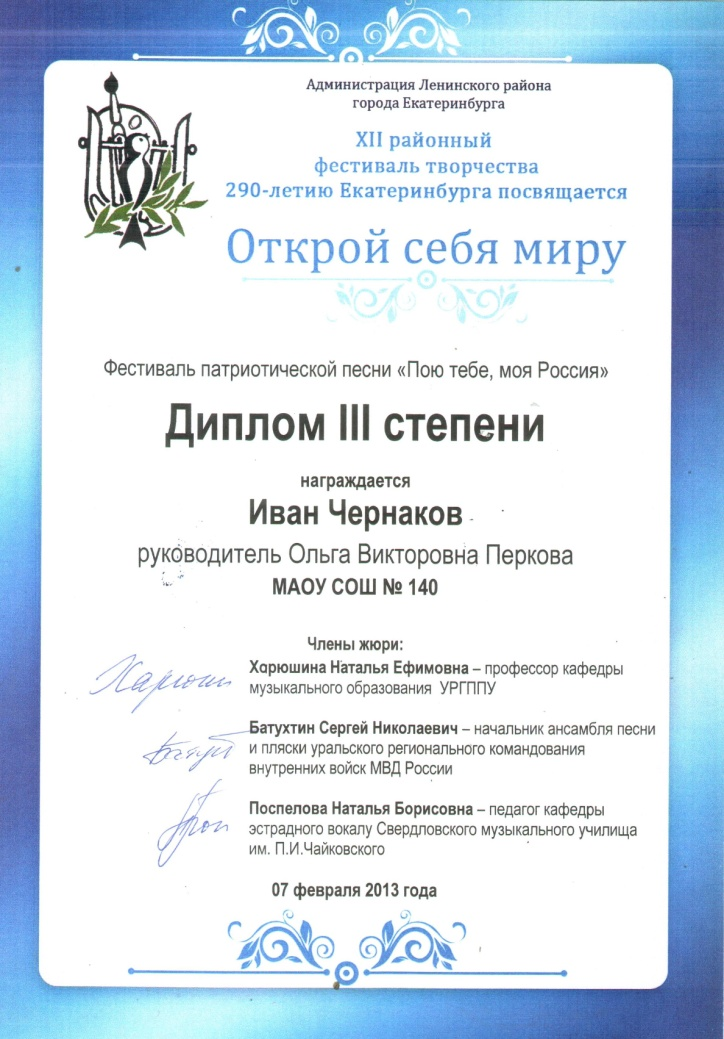 Администрация Ленинского района
города Екатеринбурга
XII районный
фестиваль творчества
290-летию Екатеринбурга посвящается
Открой себя миру
Фестиваль патриотической песни «Пою тебе, моя Россия»
Диплом III степени
награждается
Иван Чернаков
руководитель Ольга Викторовна Перкова
МАОУ СОШ № 140
Члены жюри:
Харюшина Наталья Ефимовна – профессор кафедры
музыкального образования УРГППУ
Батухтин Сергей Николаевич – начальник ансамбля песни
и пляски уральского регионального командования
внутренних войск МВД России
Поспелова Наталья Борисовна – педагог кафедры
эстрадного вокалу Свердловского музыкального училища
им. П.И.Чайковского
07 февраля 2013 года